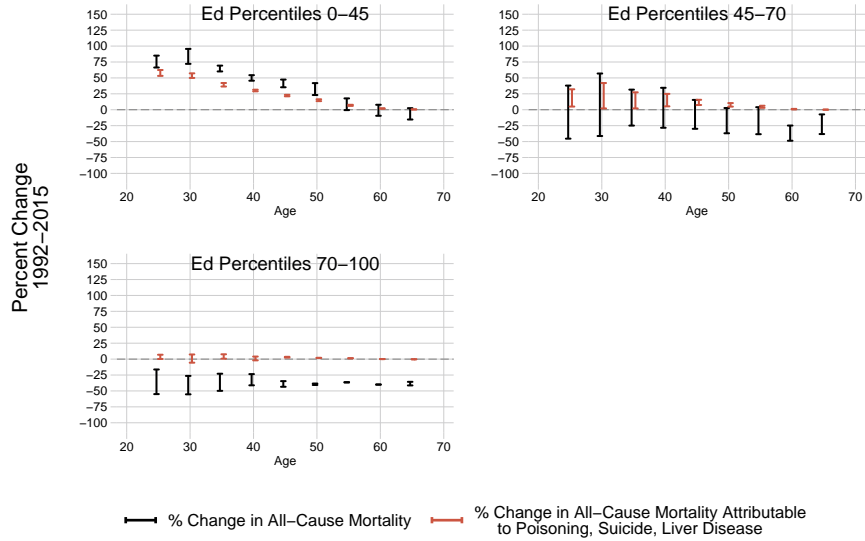 Ed Percentiles 0−45
150
125
100
75
50
25
0
−25
−50
−75
−100
20 30 40 50 60 70
Age
Ed Percentiles 45−70
150
125
100
75
50
25
0
−25
−50
−75
−100
20 30 40 50 60 70
Age
Percent Change
1992−2015
Ed Percentiles 70−100
150
125
100
75
50
25
0
−25
−50
−75
−100
20 30 40 50 60 70
Age
% Change in All−Cause Mortality
% Change in All−Cause Mortality Attributable
to Poisoning, Suicide, Liver Disease